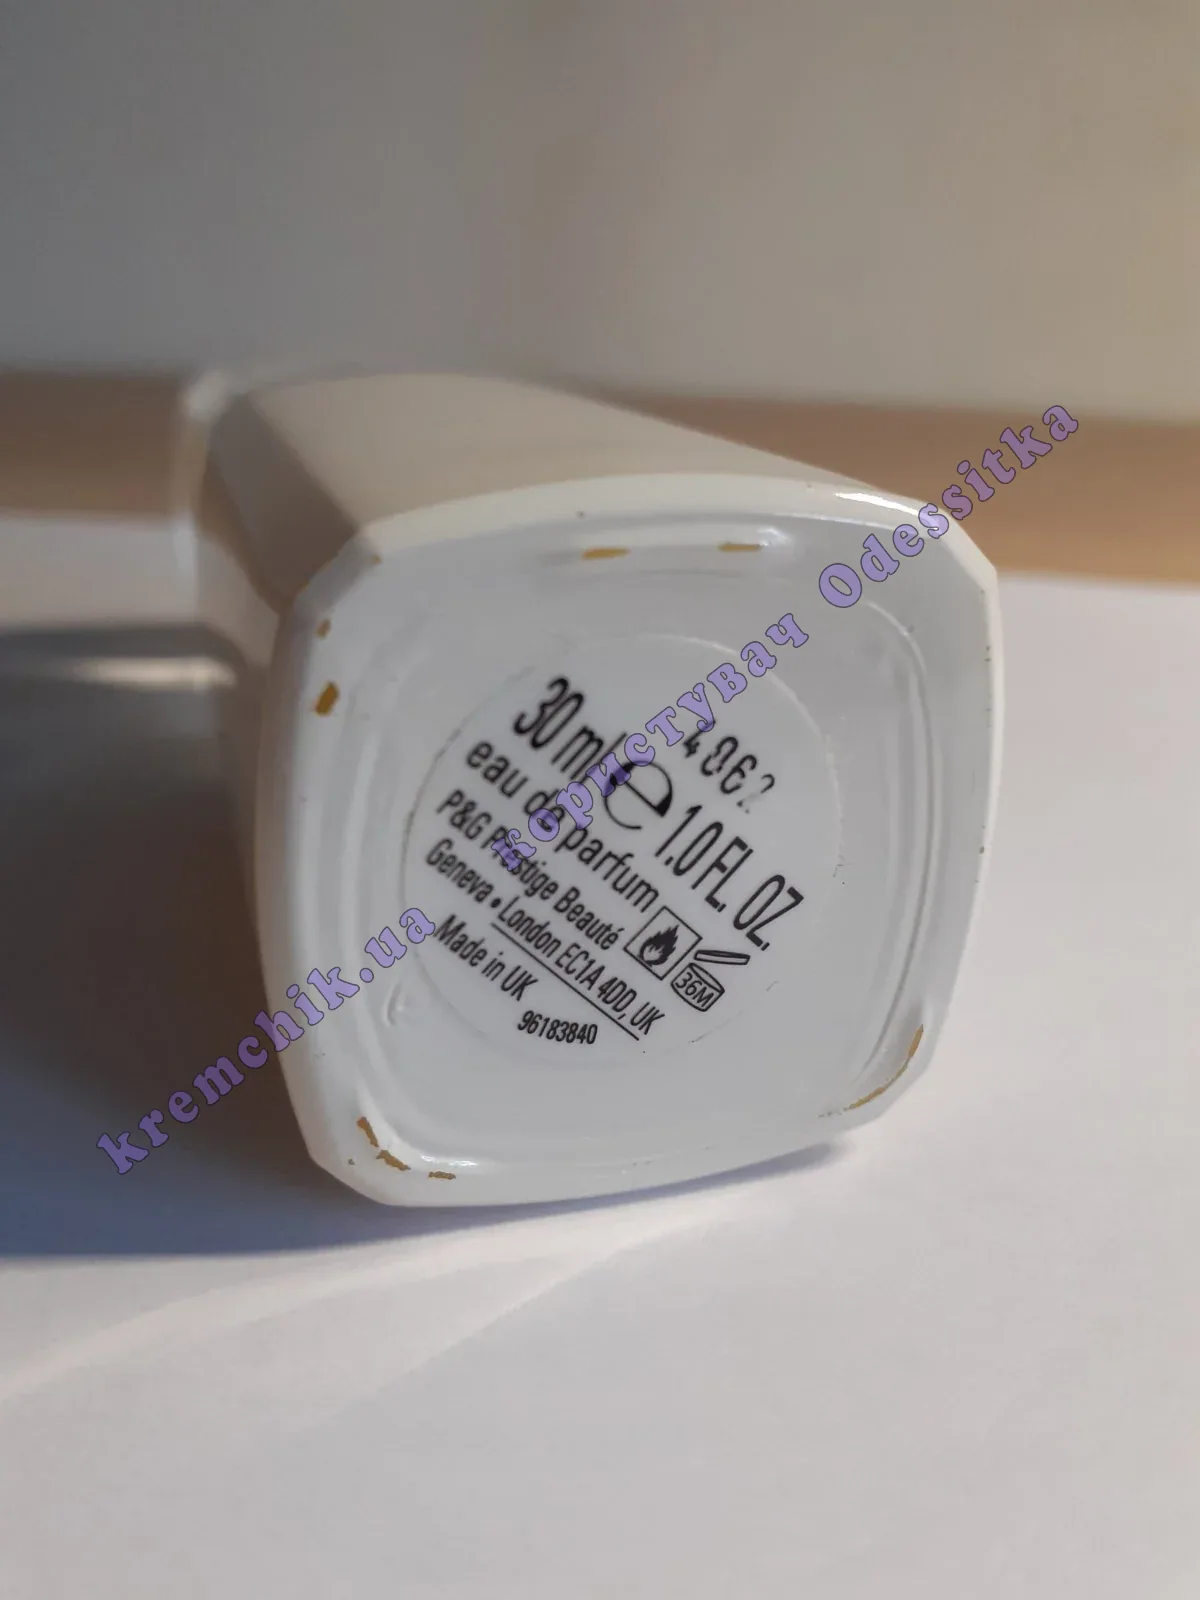 4062
30 ml e 1.0 FL. OZ.
eau de parfum
P&G Prestige Beauté
Geneva • London EC1A 4DD, UK
Made in UK
36M
96183840
kremchik.ua користувач Odessitka